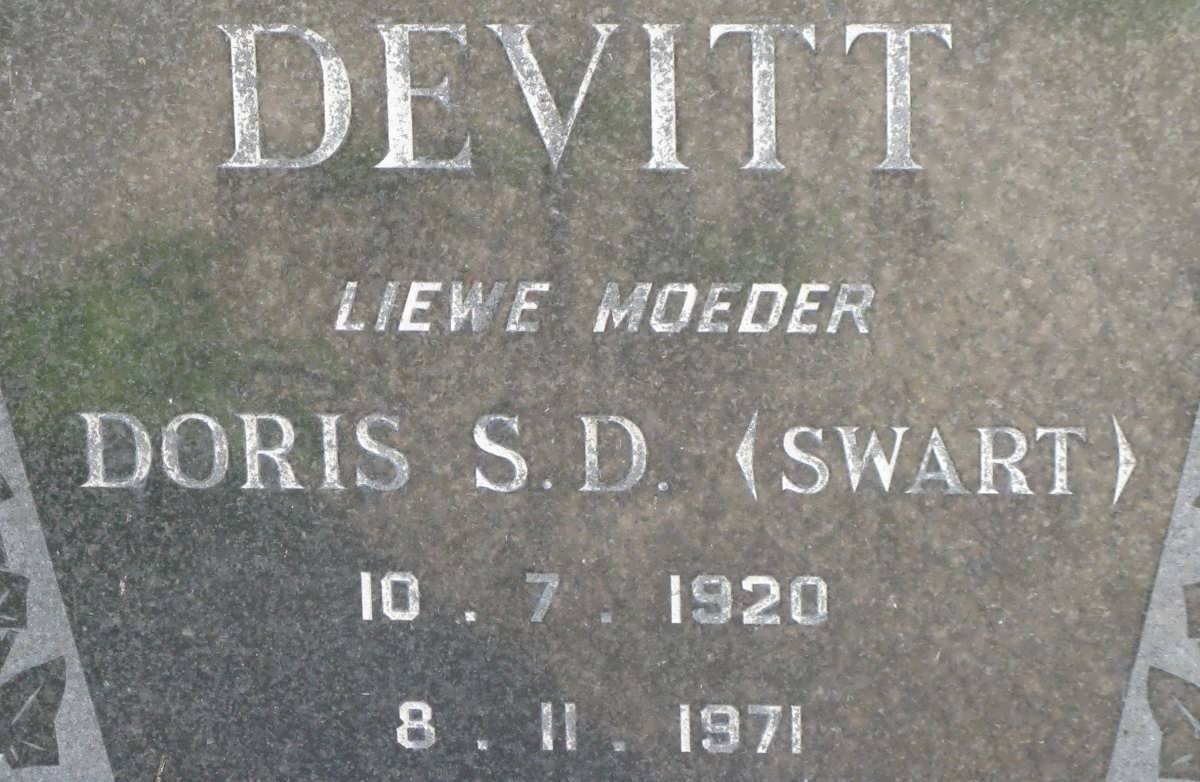 DEVITT
LIEWE MOEDER
DORIS S.D. (SWART)
10 . 7 . 1920
8 . 11 . 1971